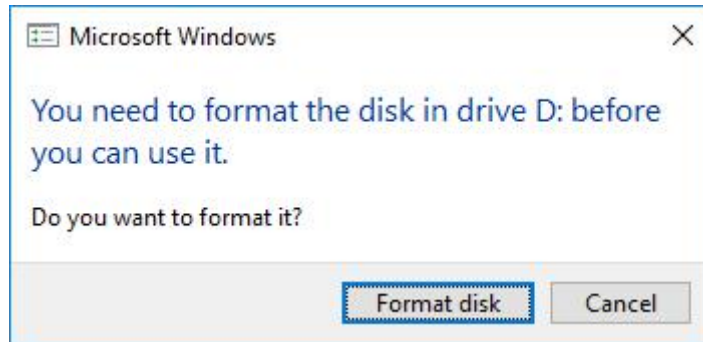 Microsoft Windows
You need to format the disk in drive D: before
you can use it.
Do you want to format it?
Format disk
Cancel